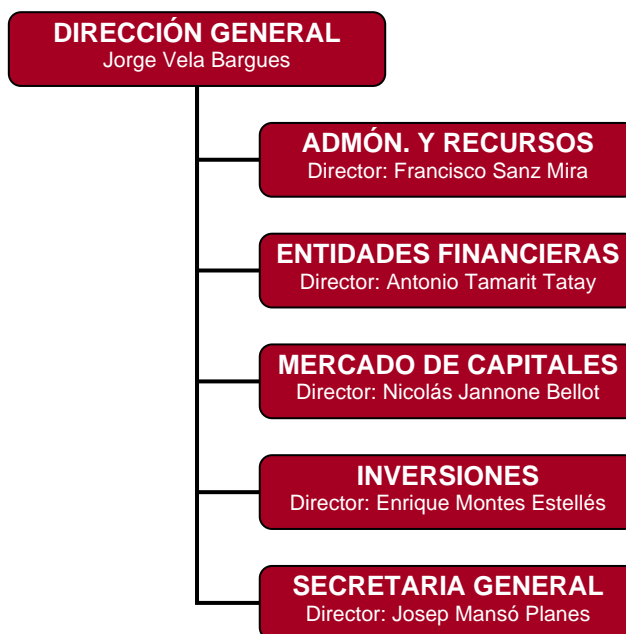 DIRECCIÓN GENERAL
Jorge Vela Bargues
ADMÓN. Y RECURSOS
Director: Francisco Sanz Mira
ENTIDADES FINANCIERAS
Director: Antonio Tamarit Tatay
MERCADO DE CAPITALES
Director: Nicolás Jannone Bellot
INVERSIONES
Director: Enrique Montes Estellés
SECRETARIA GENERAL
Director: Josep Mansó Planes